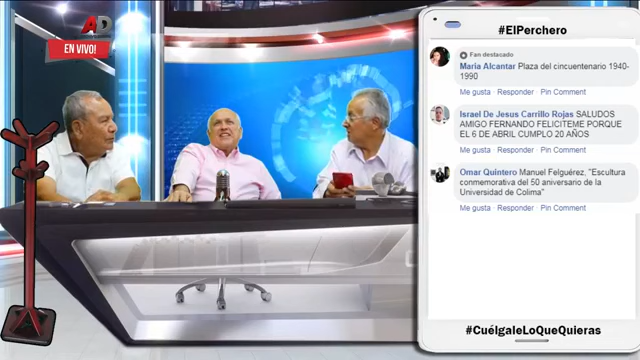 AD
EN VIVO!
#ElPerchero
Fan destacado
Maria Alcantar Plaza del cincuentenario 1940-
1990
Me gusta · Responder · Pin Comment
Israel De Jesus Carrillo Rojas SALUDOS
AMIGO FERNANDO FELICITEME PORQUE
EL 6 DE ABRIL CUMPLO 20 AÑOS
Me gusta · Responder · Pin Comment
Omar Quintero Manuel Felguérez, "Escultura
conmemorativa del 50 aniversario de la
Universidad de Colima"
Me gusta · Responder · Pin Comment
#CuélgaleLoQueQuieras